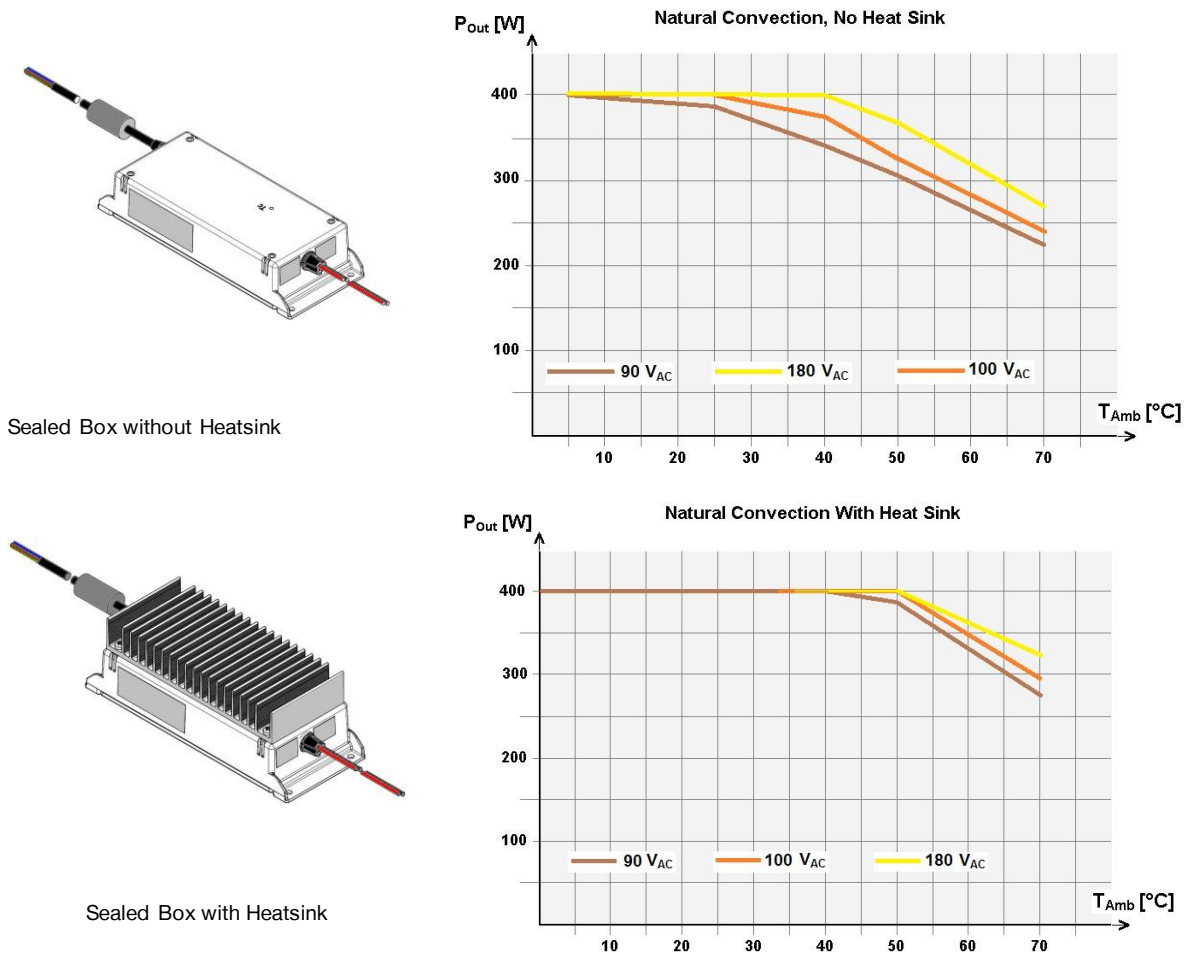 Natural Convection, No Heat Sink
P_Out [W]
400
300
200
100
90 V_AC
180 V_AC
100 V_AC
T_Amb [°C]
10 20 30 40 50 60 70
Tc
Sealed Box without Heatsink
Natural Convection With Heat Sink
P_Out [W]
400
300
200
100
90 V_AC
100 V_AC
180 V_AC
T_Amb [°C]
10 20 30 40 50 60 70
Sealed Box with Heatsink